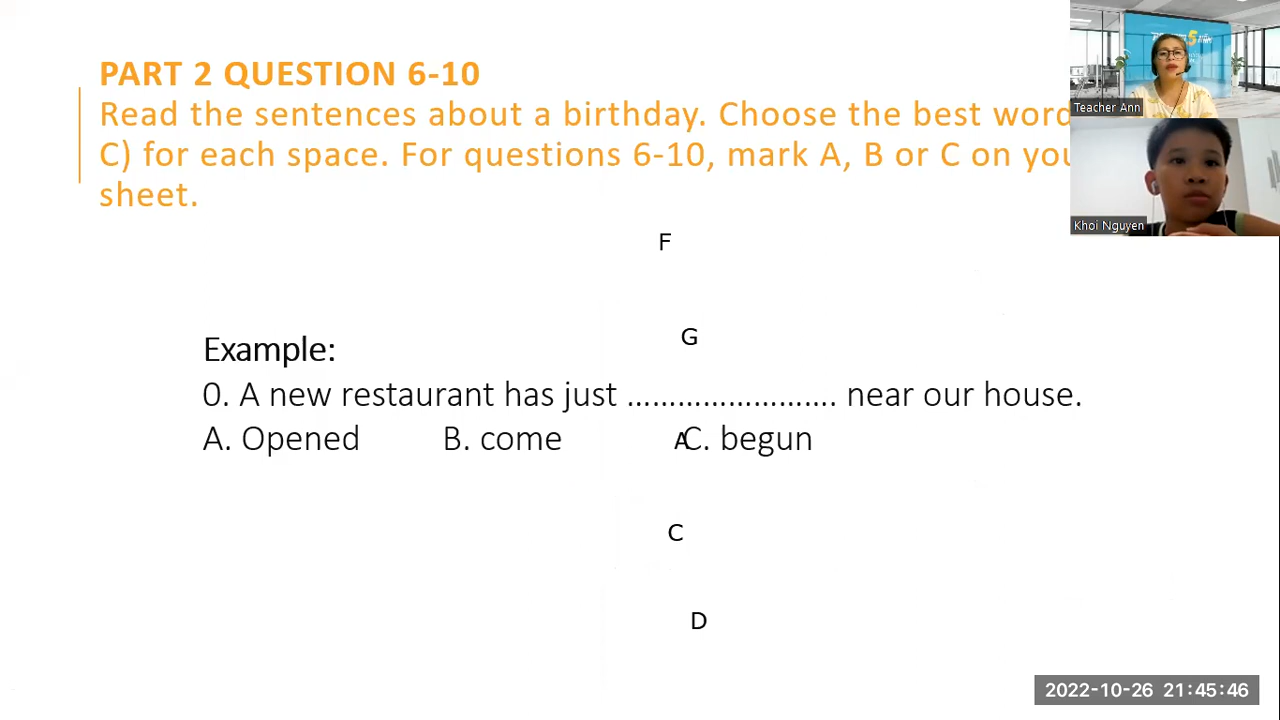 PART 2 QUESTION 6-10
Read the sentences about a birthday. Choose the best word
C) for each space. For questions 6-10, mark A, B or C on you
sheet.
Teacher Ann
Khoi Nguyen
F
G
Example:
0. A new restaurant has just ......................... near our house.
A. Opened B. come C. begun
A
C
D
2022-10-26 21:45:46